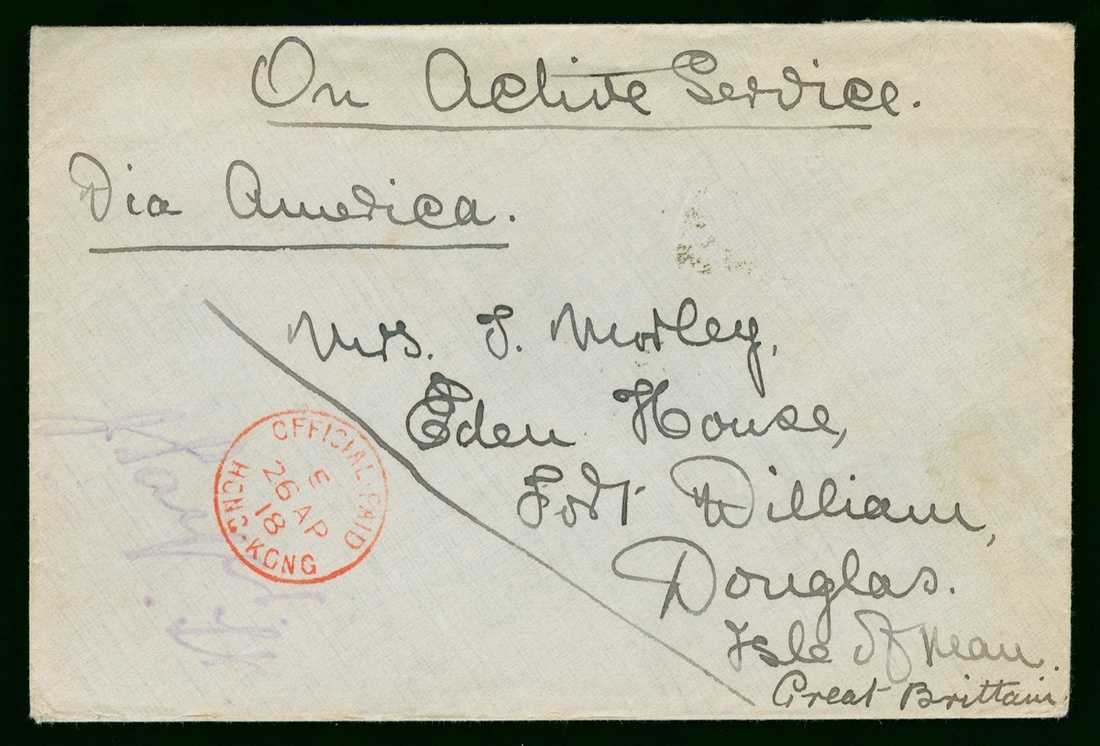 On Active Service.
Via America.
Mrs. J. Morley,
Eden House,
Fort William,
Douglas.
Isle Of Man.
Great Brittain
OFFICIAL-PAID
E
26 AP
18
HONG-KONG